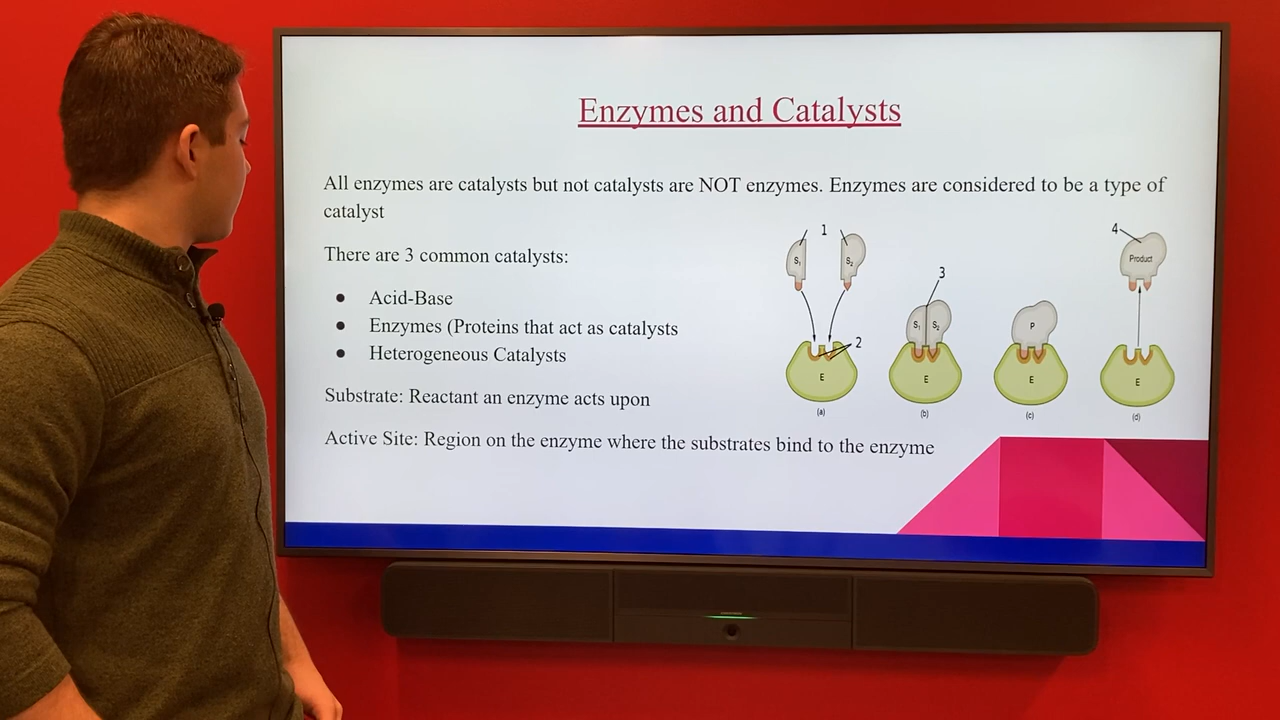 Enzymes and Catalysts
All enzymes are catalysts but not catalysts are NOT enzymes. Enzymes are considered to be a type of
catalyst
There are 3 common catalysts:
● Acid-Base
● Enzymes (Proteins that act as catalysts
● Heterogeneous Catalysts
Substrate: Reactant an enzyme acts upon
Active Site: Region on the enzyme where the substrates bind to the enzyme
1
S₁ S₂
2
E
(a)
3
S₁ S₂
E
(b)
P
E
(c)
4
Product
E
(d)